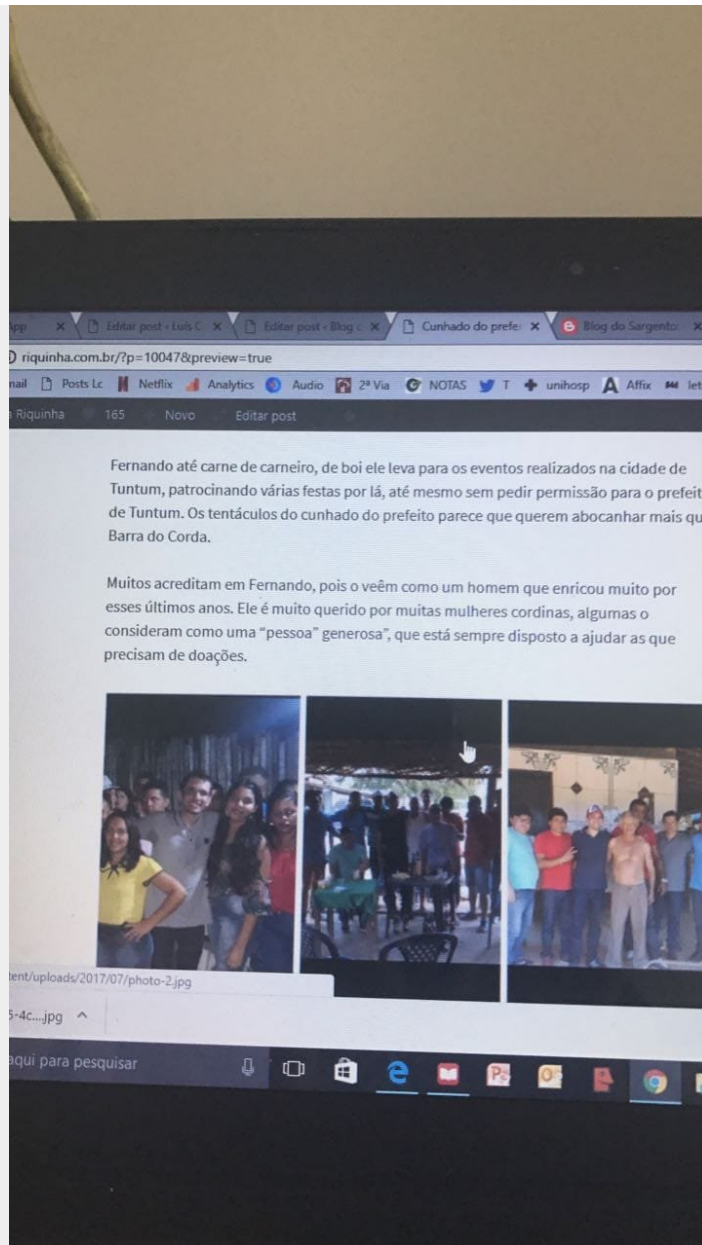 Editar post ‹ Luís C
Editar post ‹ Blog c
Cunhado do prefei
Blog do Sargento:
riquinha.com.br/?p=10047&preview=true
Posts Lc
Netflix
Analytics
Audio
2ª Via
NOTAS
T
unihosp
Affix
Riquinha
165
Novo
Editar post
Fernando até carne de carneiro, de boi ele leva para os eventos realizados na cidade de
Tuntum, patrocinando várias festas por lá, até mesmo sem pedir permissão para o prefeit
de Tuntum. Os tentáculos do cunhado do prefeito parece que querem abocanhar mais qu
Barra do Corda.
Muitos acreditam em Fernando, pois o veêm como um homem que enricou muito por
esses últimos anos. Ele é muito querido por muitas mulheres cordinas, algumas o
consideram como uma “pessoa” generosa”, que está sempre disposto a ajudar as que
precisam de doações.
tent/uploads/2017/07/photo-2.jpg
5-4c....jpg
aqui para pesquisar